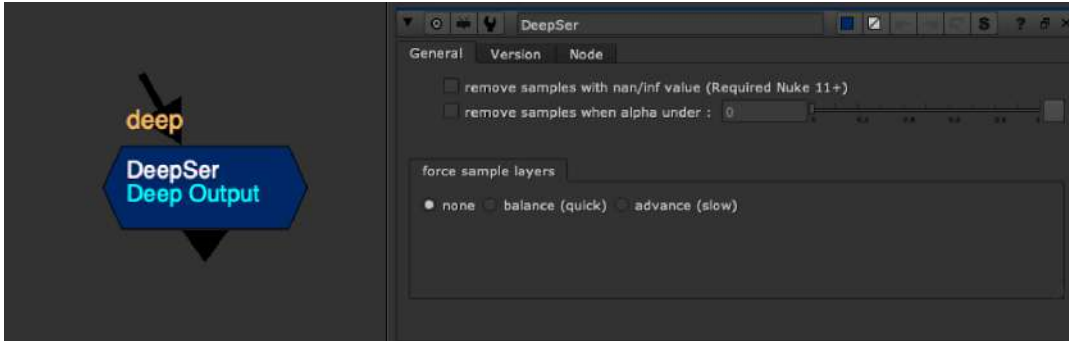 deep
DeepSer
Deep Output
DeepSer
S ?
General Version Node
remove samples with nan/inf value (Required Nuke 11+)
remove samples when alpha under : 0
force sample layers
none balance (quick) advance (slow)